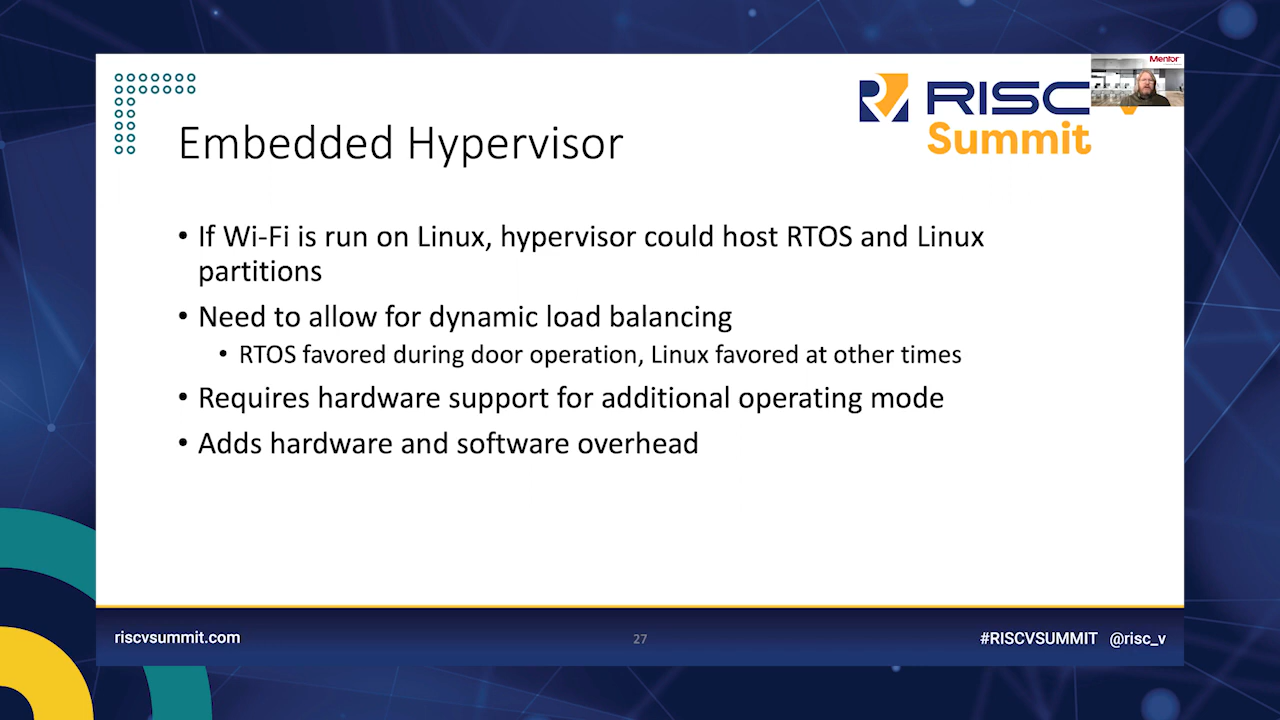 Mentor
RISC
Summit
Embedded Hypervisor
• If Wi-Fi is run on Linux, hypervisor could host RTOS and Linux
partitions
• Need to allow for dynamic load balancing
• RTOS favored during door operation, Linux favored at other times
• Requires hardware support for additional operating mode
• Adds hardware and software overhead
riscvsummit.com
27
#RISCVSUMMIT @risc_v